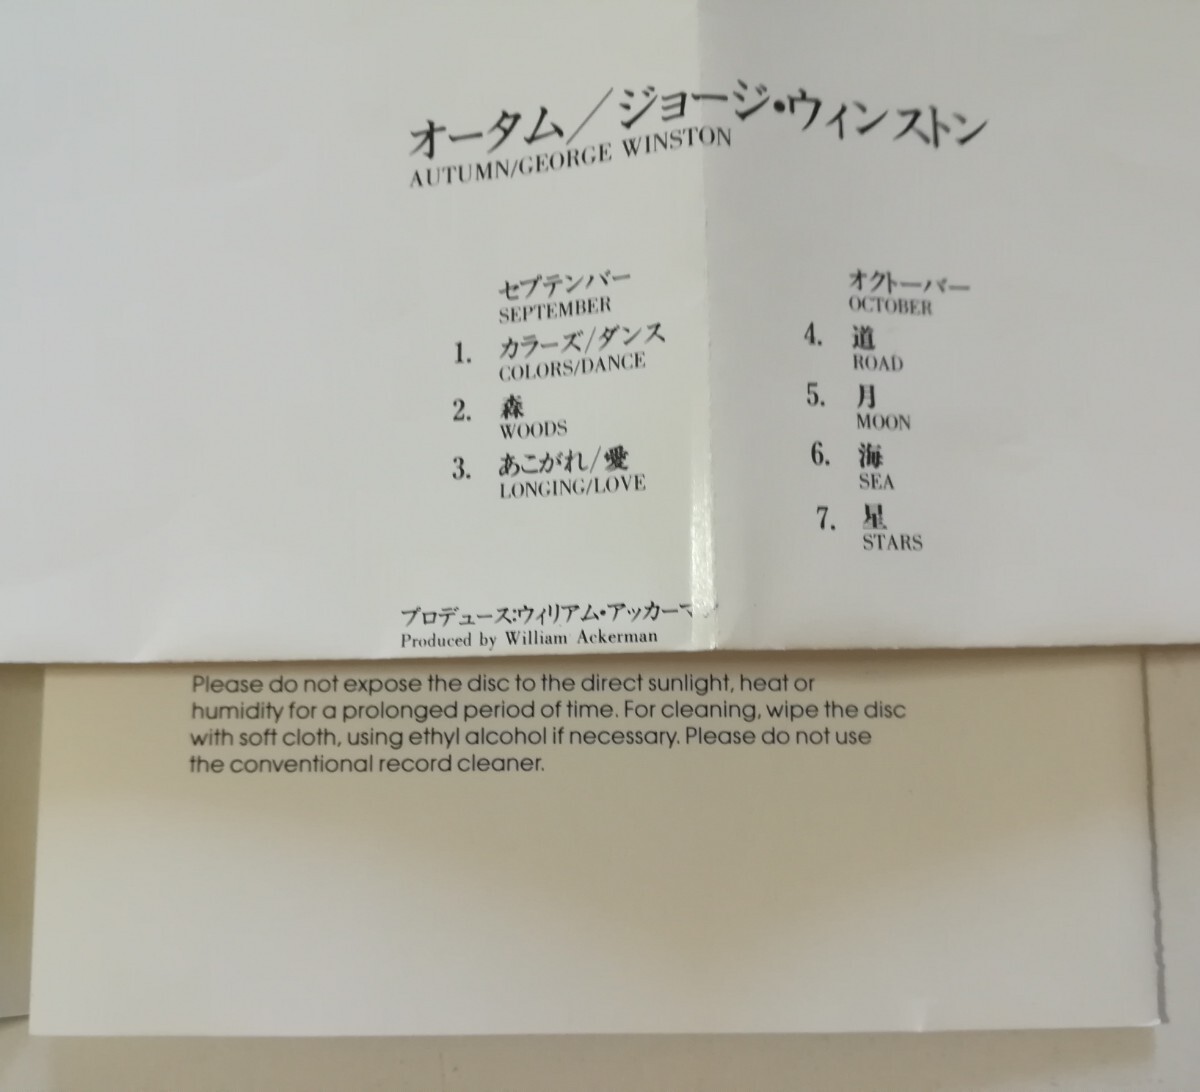 オータム/ジョージ・ウィンストン
AUTUMN/GEORGE WINSTON
セプテンバー
SEPTEMBER
1. カラーズ/ダンス
COLORS/DANCE
2. 森
WOODS
3. あこがれ/愛
LONGING/LOVE
オクトーバー
OCTOBER
4. 道
ROAD
5. 月
MOON
6. 海
SEA
7. 星
STARS
プロデュース:ウィリアム・アッカーマン
Produced by William Ackerman
Please do not expose the disc to the direct sunlight, heat or
humidity for a prolonged period of time. For cleaning, wipe the disc
with soft cloth, using ethyl alcohol if necessary. Please do not use
the conventional record cleaner.